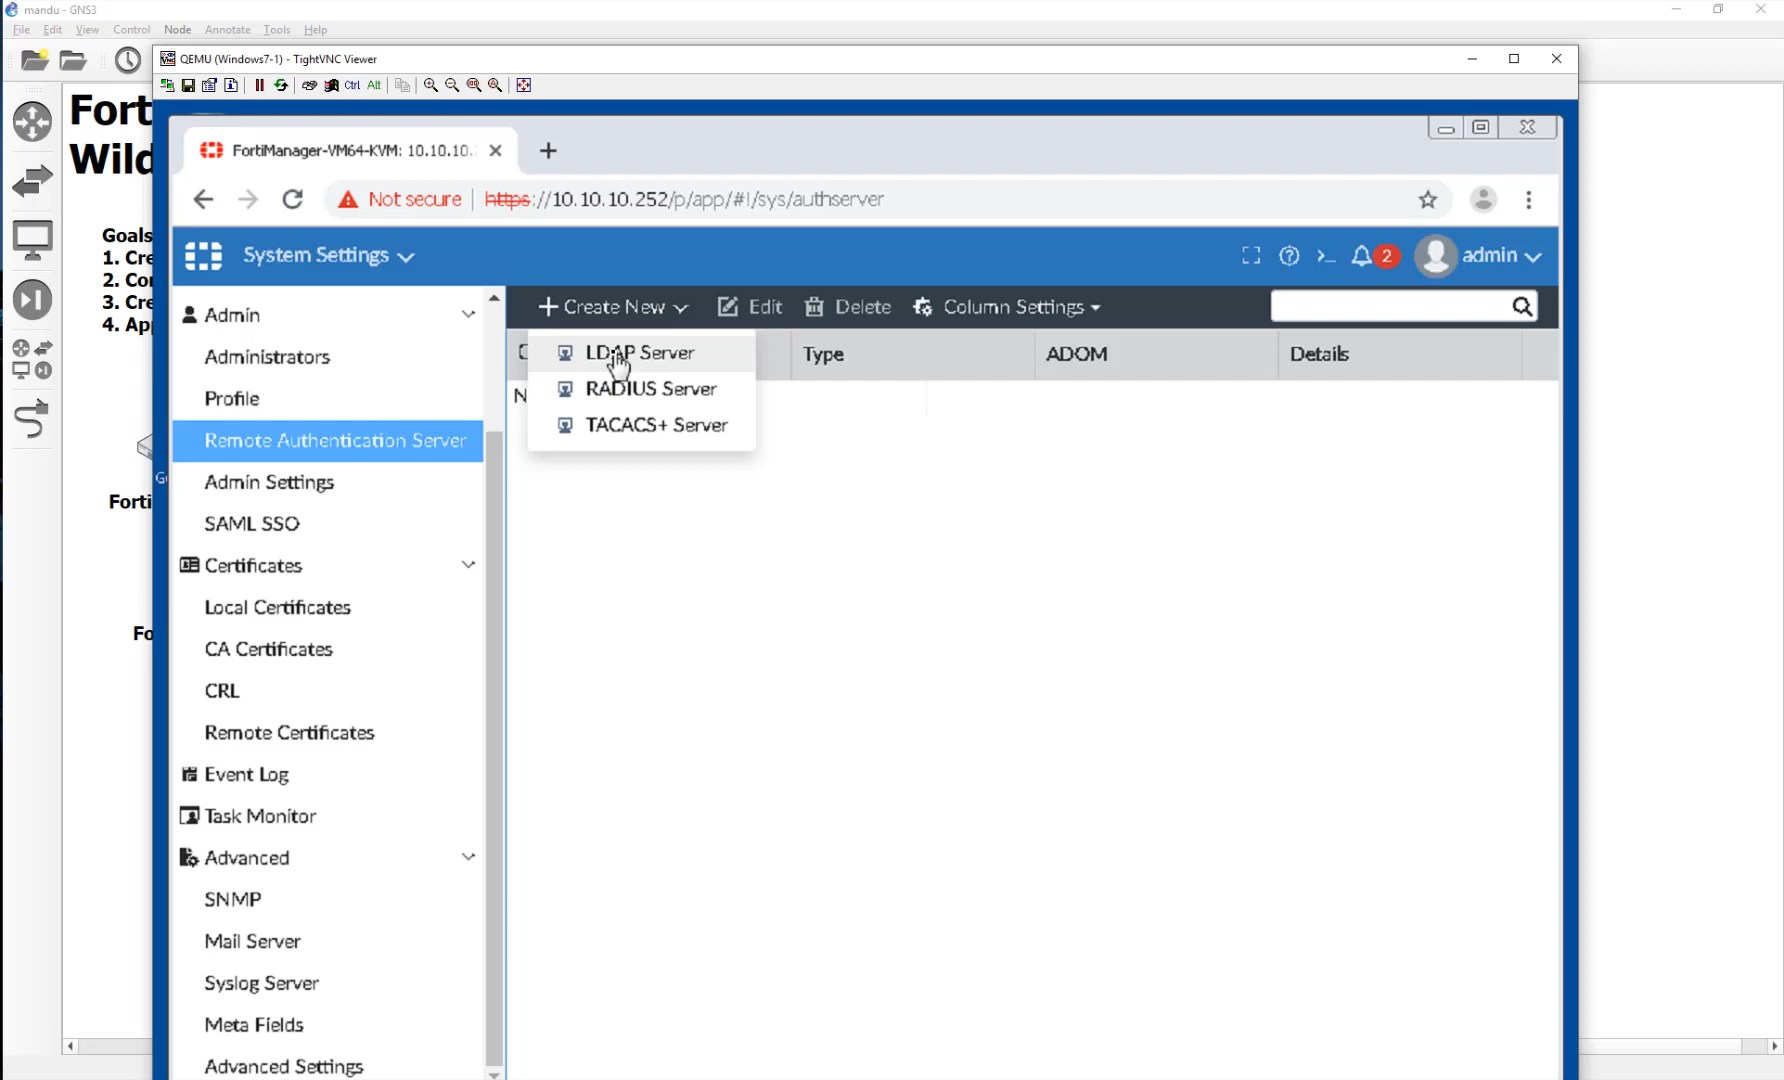 mandu - GNS3
File Edit View Control Node Annotate Tools Help
QEMU (Windows7-1) - TightVNC Viewer
Ctrl Alt
FortiManager-VM64-KVM: 10.10.10.
Not secure https://10.10.10.252/p/app/#!/sys/authserver
System Settings
2
admin
Admin
Administrators
Profile
Remote Authentication Server
Admin Settings
SAML SSO
Certificates
Local Certificates
CA Certificates
CRL
Remote Certificates
Event Log
Task Monitor
Advanced
SNMP
Mail Server
Syslog Server
Meta Fields
Advanced Settings
Create New Edit Delete Column Settings
LDAP Server
RADIUS Server
TACACS+ Server
Type ADOM Details
N
Fort
Wild
Goals
1. Cre
2. Co
3. Cre
4. App
Forti
Fo